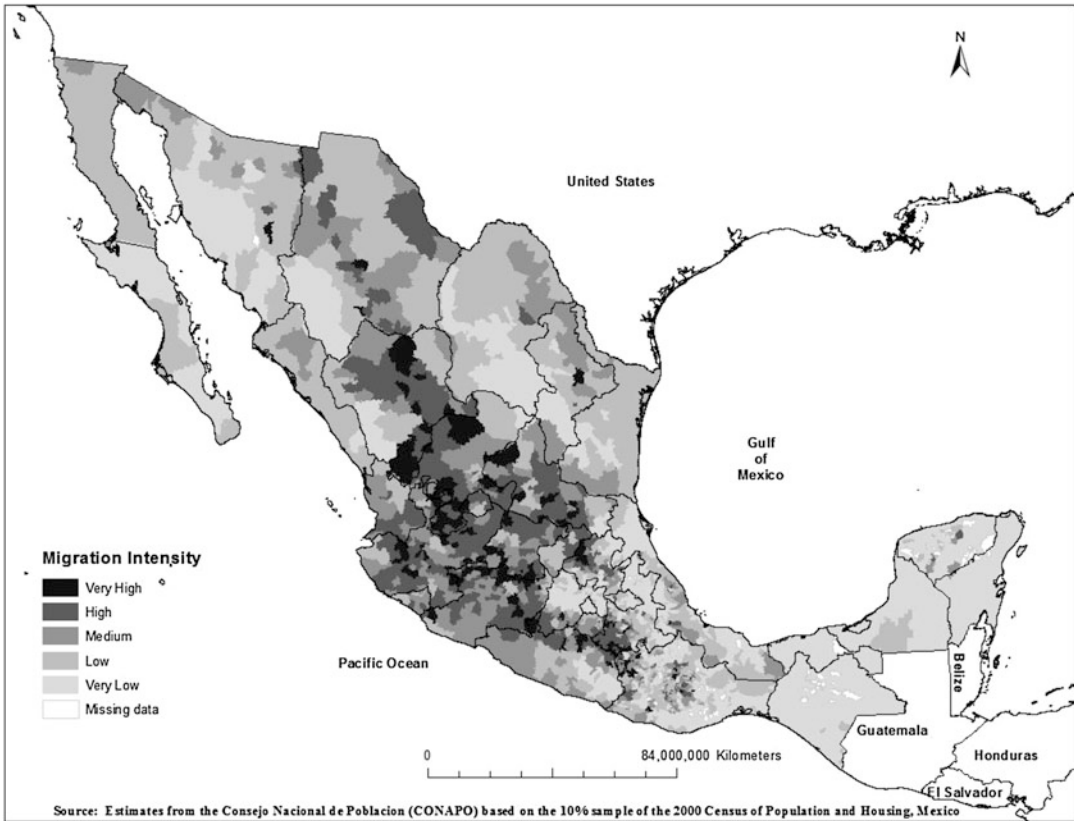 N
United States
Gulf
of
Mexico
Migration Intensity
Very High
High
Medium
Low
Very Low
Missing data
Pacific Ocean
Belize
Guatemala
Honduras
El Salvador
0
84,000,000 Kilometers
Source: Estimates from the Consejo Nacional de Poblacion (CONAPO) based on the 10% sample of the 2000 Census of Population and Housing, Mexico